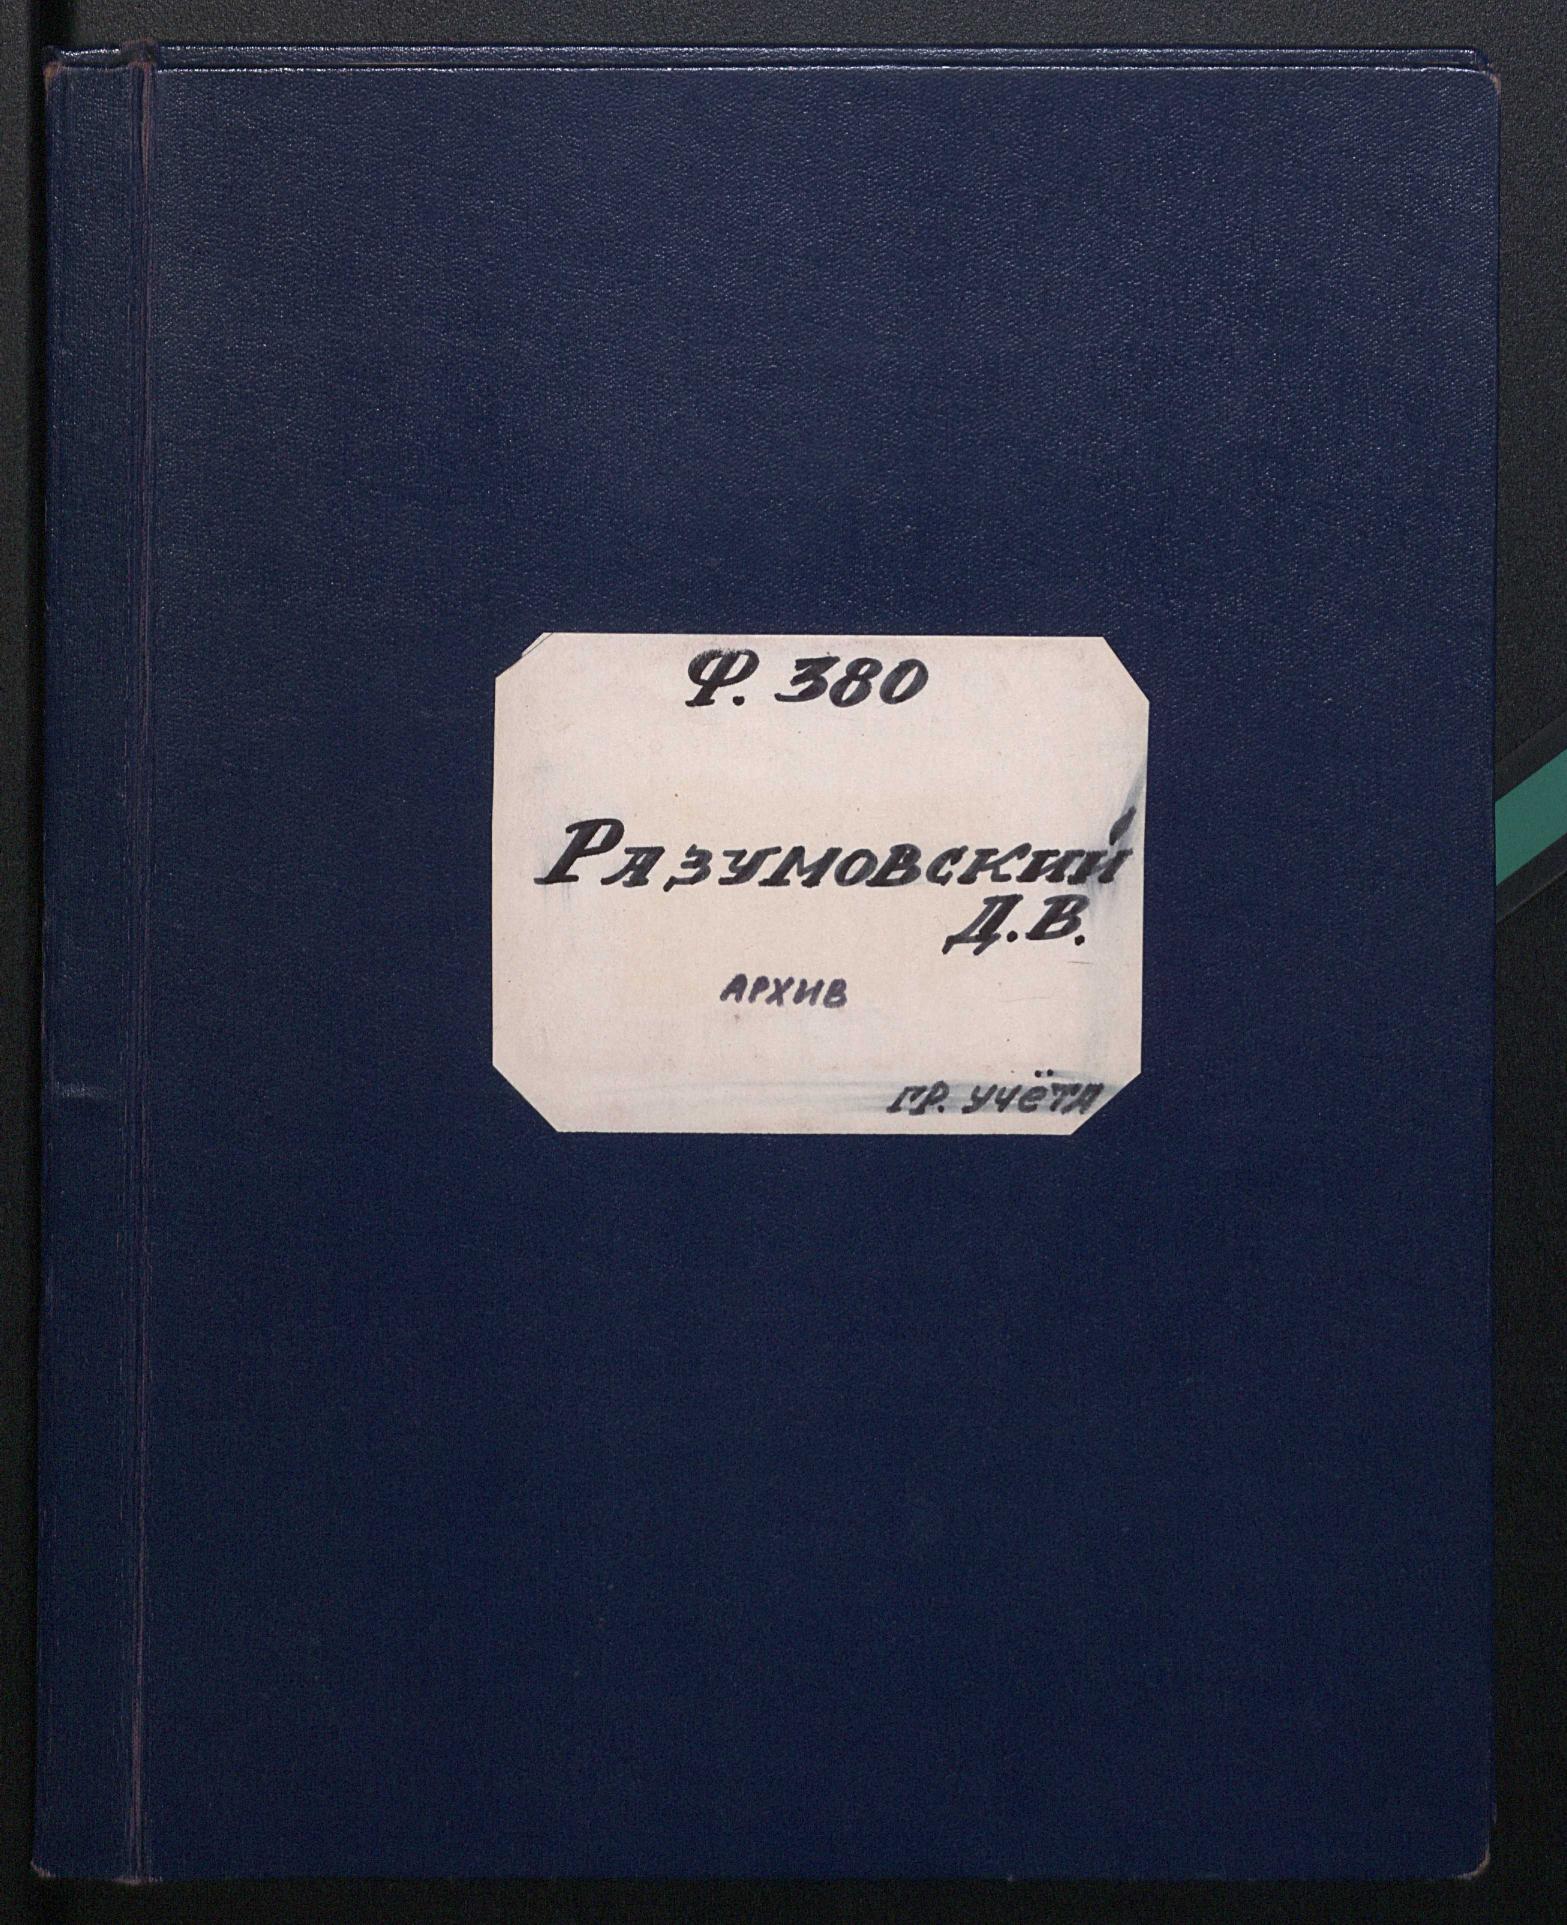 Ф. 380
Разумовский
Д.В.
АРХИВ
ГР. УЧЁТА